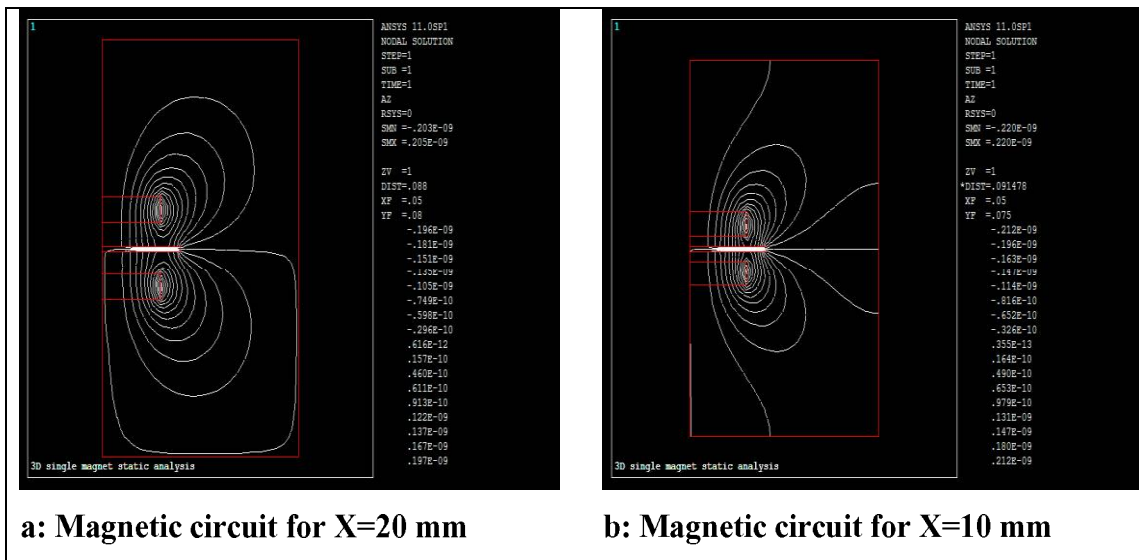 1
ANSYS 11.0SP1
NODAL SOLUTION
STEP=1
SUB =1
TIME=1
AZ
RSYS=0
SMN =-.203E-09
SMX =.205E-09
ZV =1
DIST=.088
XF =.05
YF =.08
-.196E-09
-.181E-09
-.151E-09
-.135E-09
-.105E-09
-.749E-10
-.598E-10
-.296E-10
.616E-12
.157E-10
.460E-10
.611E-10
.913E-10
.122E-09
.137E-09
.167E-09
.197E-09
3D single magnet static analysis
a: Magnetic circuit for X=20 mm
1
ANSYS 11.0SP1
NODAL SOLUTION
STEP=1
SUB =1
TIME=1
AZ
RSYS=0
SMN =-.220E-09
SMX =.220E-09
ZV =1
*DIST=.091478
XF =.05
YF =.075
-.212E-09
-.196E-09
-.163E-09
-.147E-09
-.114E-09
-.816E-10
-.652E-10
-.326E-10
.355E-13
.164E-10
.490E-10
.653E-10
.979E-10
.131E-09
.147E-09
.180E-09
.212E-09
3D single magnet static analysis
b: Magnetic circuit for X=10 mm